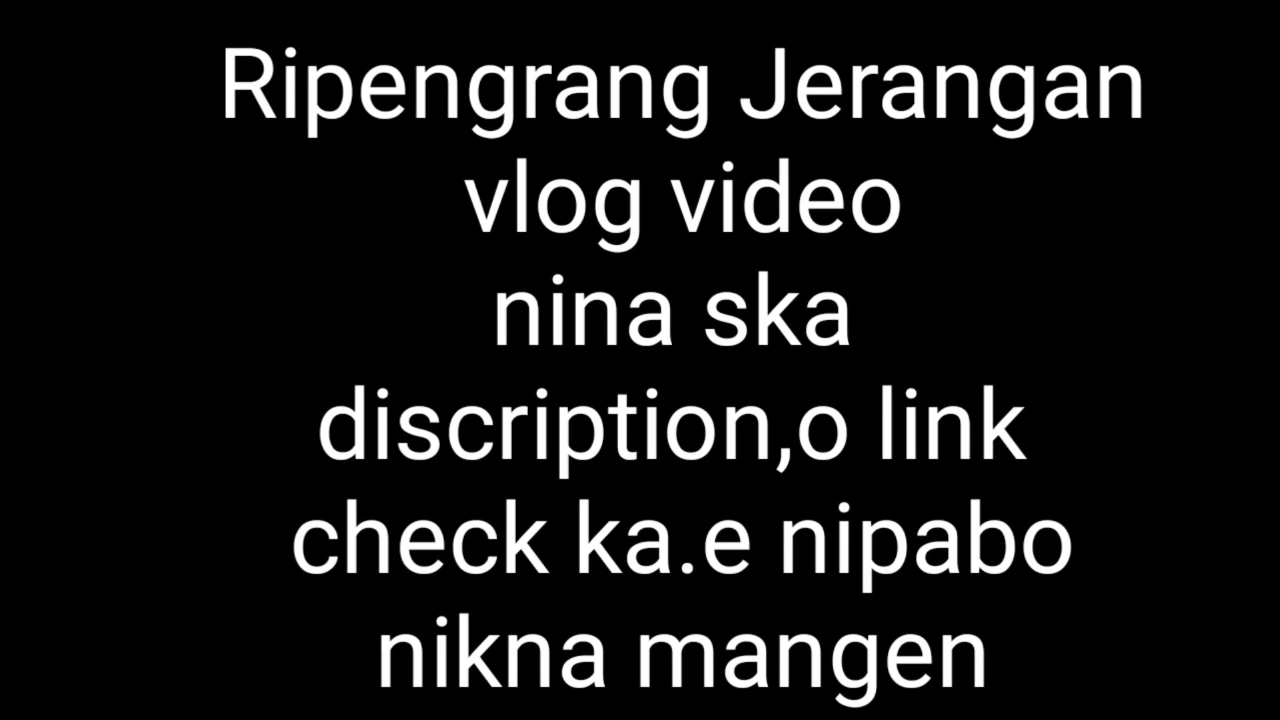 Ripengrang Jerangan
vlog video
nina ska
discription,o link
check ka.e nipabo
nikna mangen